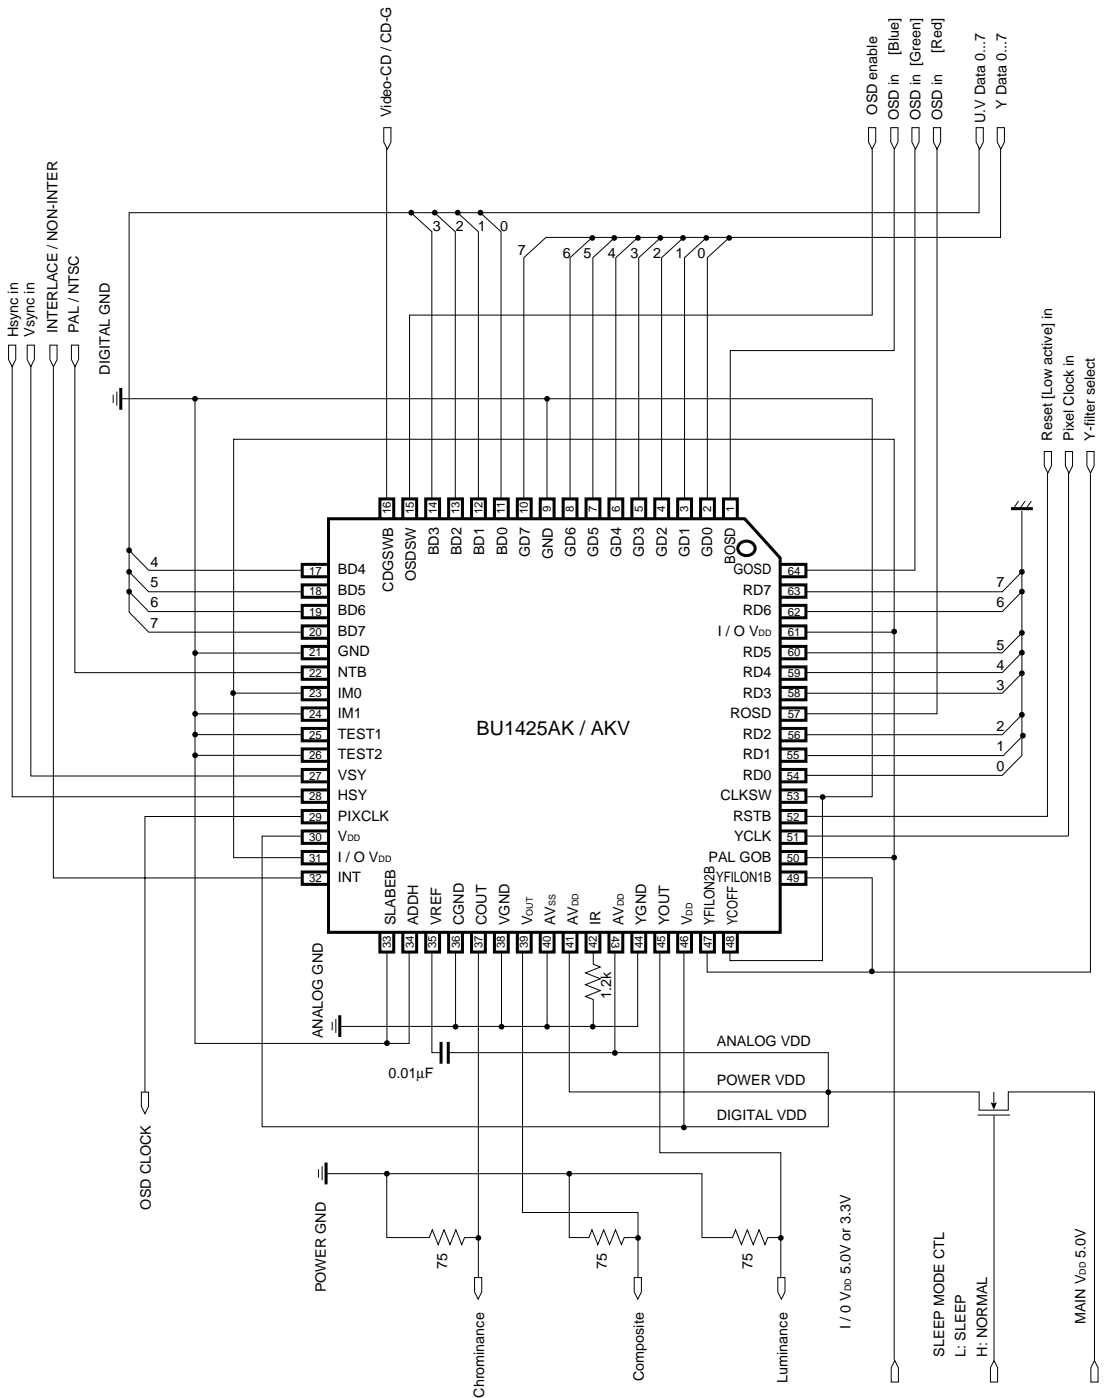 Video-CD / CD-G
OSD enable
OSD in [Blue]
OSD in [Green]
OSD in [Red]
U.V Data 0...7
Y Data 0...7
Hsync in
Vsync in
INTERLACE / NON-INTER
PAL / NTSC
DIGITAL GND
3
2
1
0
7
6
5
4
3
2
1
0
Reset [Low active] in
Pixel Clock in
Y-filter select
16
15
14
13
12
11
10
9
8
7
6
5
4
3
2
1
CDGSWB
OSDSW
BD3
BD2
BD1
BD0
GD7
GND
GD6
GD5
GD4
GD3
GD2
GD1
GD0
BOSD
4
5
6
7
17 BD4
18 BD5
19 BD6
20 BD7
21 GND
22 NTB
23 IM0
24 IM1
25 TEST1
26 TEST2
27 VSY
28 HSY
29 PIXCLK
30 VDD
31 I / O VDD
32 INT
BU1425AK / AKV
GOSD 64
RD7 63 7
RD6 62 6
I / O VDD 61
RD5 60 5
RD4 59 4
RD3 58 3
ROSD 57
RD2 56 2
RD1 55 1
RD0 54 0
CLKSW 53
RSTB 52
YCLK 51
PAL GOB 50
YFILON1B 49
SLABEB
ADDH
VREF
CGND
COUT
VGND
VOUT
AVSS
AVDD
IR
AVDD
YGND
YOUT
VDD
YFILON2B
YCOFF
33
34
35
36
37
38
39
40
41
42
43
44
45
46
47
48
ANALOG GND
1.2k
0.01μF
ANALOG VDD
POWER VDD
DIGITAL VDD
OSD CLOCK
POWER GND
75
75
75
Chrominance
Composite
Luminance
I / 0 VDD 5.0V or 3.3V
SLEEP MODE CTL
L: SLEEP
H: NORMAL
MAIN VDD 5.0V